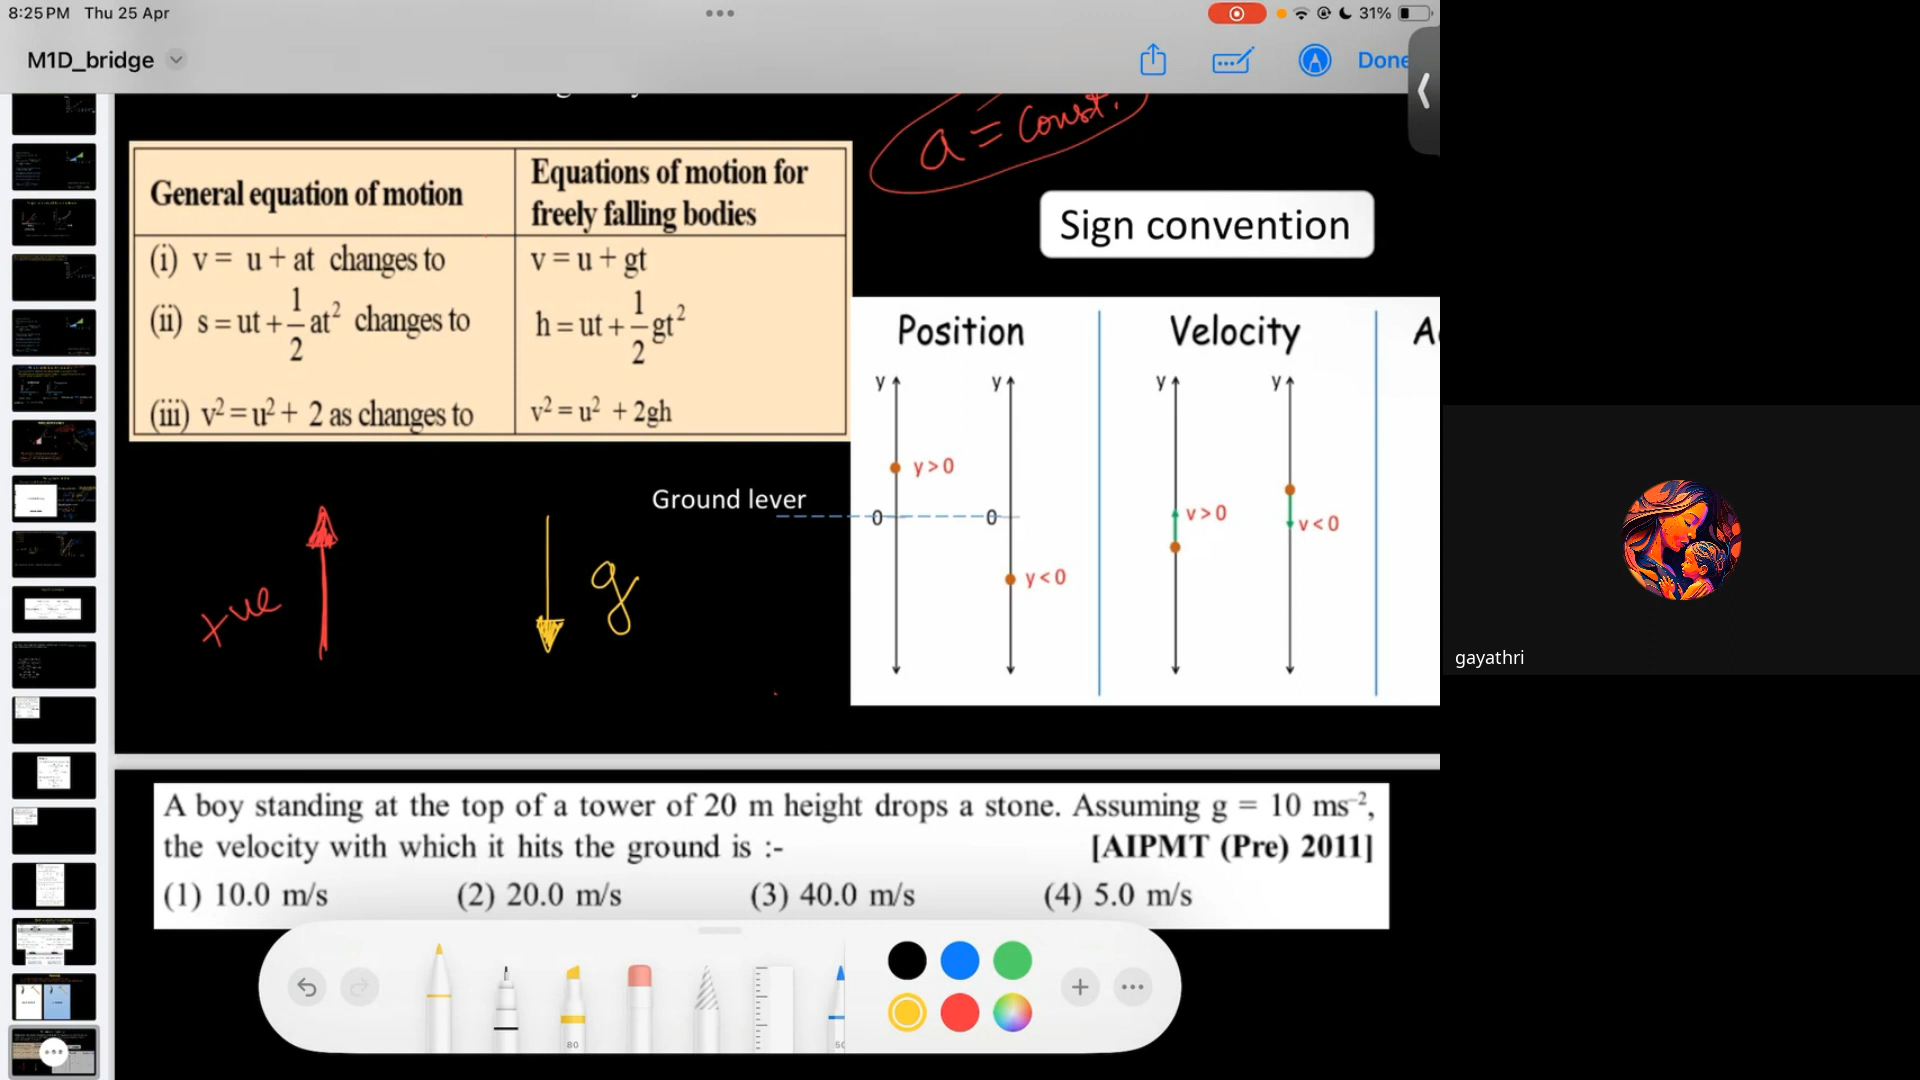 8:25 PM Thu 25 Apr
31%
M1D_bridge
Done
a = Const.
General equation of motion
Equations of motion for
freely falling bodies
(i) v = u + at changes to
v = u + gt
(ii) s = ut + 1/2 at² changes to
h = ut + 1/2 gt²
(iii) v² = u² + 2 as changes to
v² = u² + 2gh
Sign convention
Position
Velocity
A
y
y
y
y
y>0
Ground lever
0
0
v>0
v<0
y<0
+ve
g
A boy standing at the top of a tower of 20 m height drops a stone. Assuming g = 10 ms⁻²,
the velocity with which it hits the ground is :- [AIPMT (Pre) 2011]
(1) 10.0 m/s (2) 20.0 m/s (3) 40.0 m/s (4) 5.0 m/s
80
50
gayathri